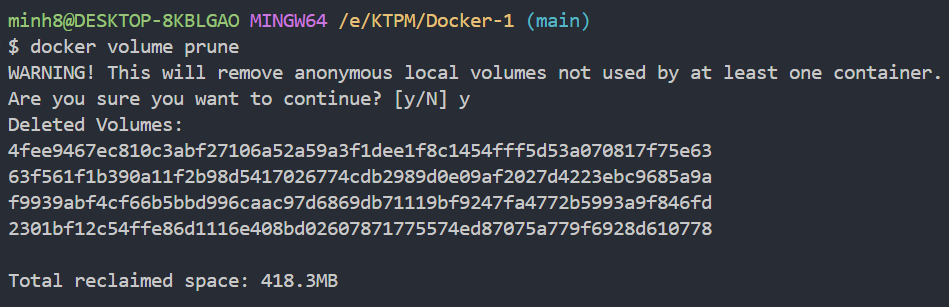 minh8@DESKTOP-8KBLGAO MINGW64 /e/KTPM/Docker-1 (main)
$ docker volume prune
WARNING! This will remove anonymous local volumes not used by at least one container.
Are you sure you want to continue? [y/N] y
Deleted Volumes:
4fee9467ec810c3abf27106a52a59a3f1dee1f8c1454fff5d53a070817f75e63
63f561f1b390a11f2b98d5417026774cdb2989d0e09af2027d4223ebc9685a9a
f9939abf4cf66b5bbd996caac97d6869db71119bf9247fa4772b5993a9f846fd
2301bf12c54ffe86d1116e408bd02607871775574ed87075a779f6928d610778

Total reclaimed space: 418.3MB